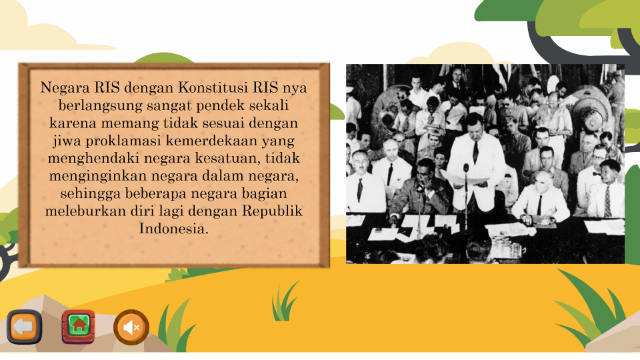 Negara RIS dengan Konstitusi RIS nya
berlangsung sangat pendek sekali
karena memang tidak sesuai dengan
jiwa proklamasi kemerdekaan yang
menghendaki negara kesatuan, tidak
menginginkan negara dalam negara,
sehingga beberapa negara bagian
meleburkan diri lagi dengan Republik
Indonesia.